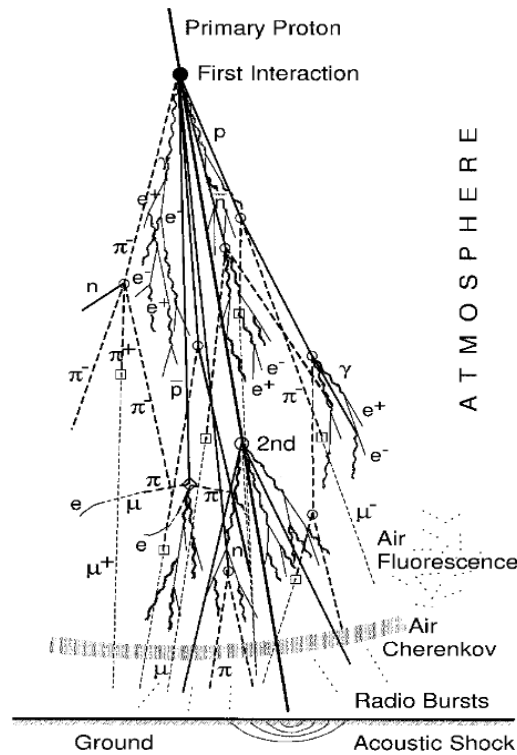 Primary Proton
First Interaction
p
γ
e⁺
n̄
e⁻
π⁻
n
e⁻
e⁺
π⁺
π⁻
π⁻
p̄
e⁻
e⁺
π⁻
γ
e⁺
e⁻
2nd
π
π
e
μ
μ⁻
e
n
μ⁺
Air
Fluorescence
Air
Cherenkov
μ
π
Radio Bursts
Ground
Acoustic Shock
ATMOSPHERE